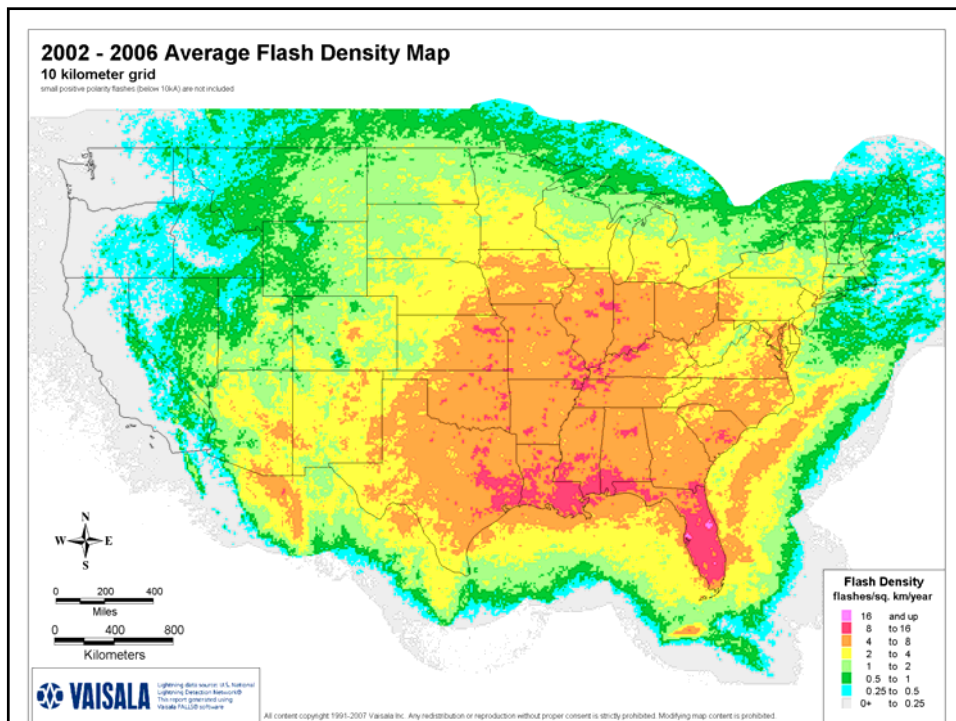 2002 - 2006 Average Flash Density Map
10 kilometer grid
small positive polarity flashes (below 10kA) are not included
N
W E
S
0 200 400
Miles
0 400 800
Kilometers
Flash Density
flashes/sq. km/year
16 and up
8 to 16
4 to 8
2 to 4
1 to 2
0.5 to 1
0.25 to 0.5
0+ to 0.25
VAISALA
Lightning data source: U.S. National
Lightning Detection Network®
This report generated using
Vaisala FALLS® software
All content copyright 1991-2007 Vaisala Inc. Any redistribution or reproduction without proper consent is strictly prohibited. Modifying map content is prohibited.